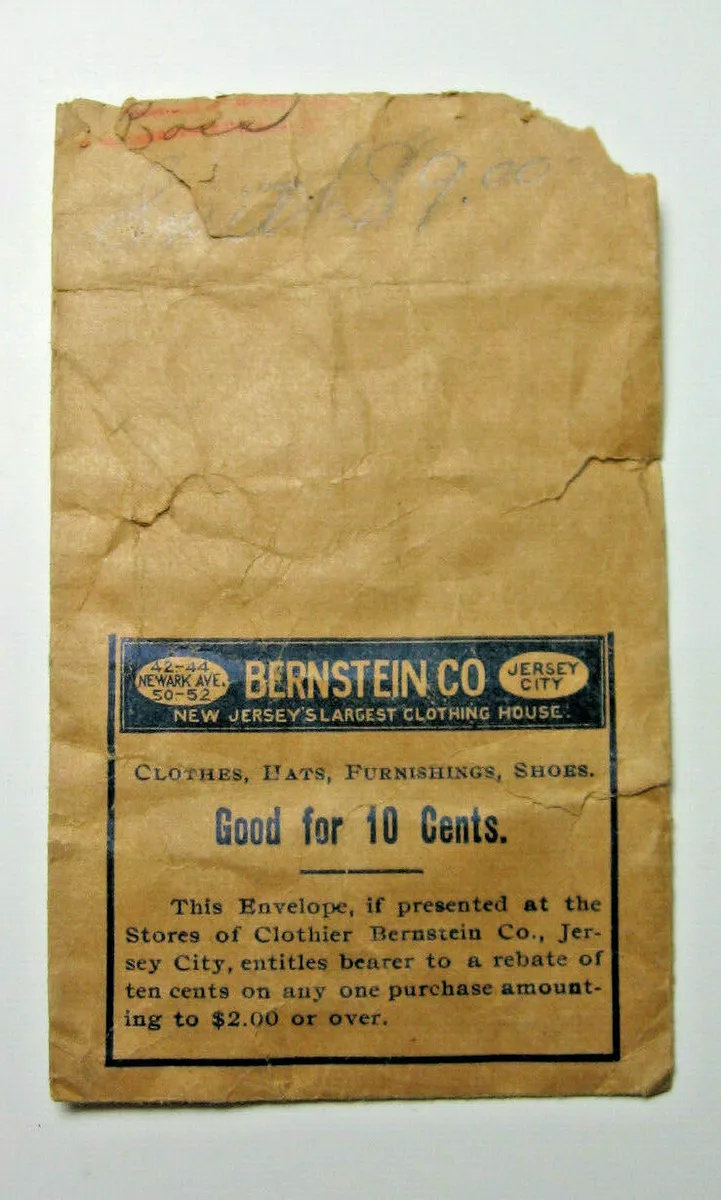 $9.00
42-44
NEWARK AVE.
50-52
BERNSTEIN CO
JERSEY
CITY
NEW JERSEY'S LARGEST CLOTHING HOUSE.
CLOTHES, HATS, FURNISHINGS, SHOES.
Good for 10 Cents.
This Envelope, if presented at the
Stores of Clothier Bernstein Co., Jer-
sey City, entitles bearer to a rebate of
ten cents on any one purchase amount-
ing to $2.00 or over.